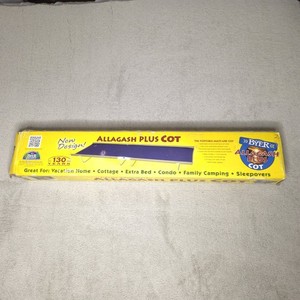 New Design!
ALLAGASH PLUS COT
130
YEARS
BYER
COT
Great For: Vacation Home • Cottage • Extra Bed • Condo • Family Camping • Sleepovers